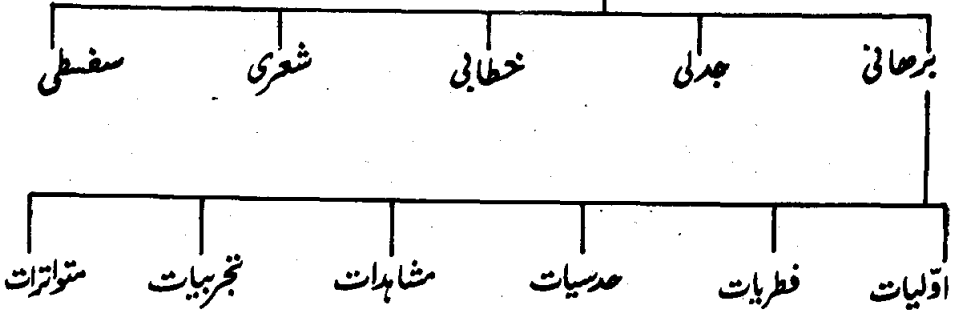 برهانی جدلی خطابی شعری سفسطی
اوّلیات فطریات حدسیات مشاہدات تجربیات متواترات